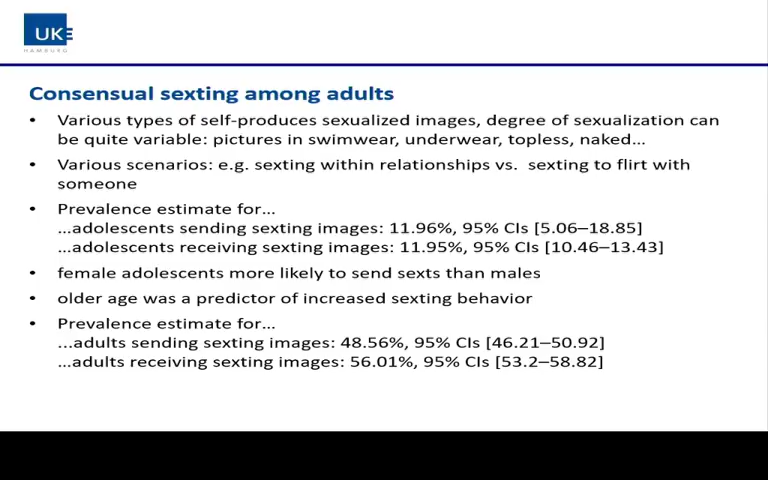 UKE
HAMBURG
Consensual sexting among adults
• Various types of self-produces sexualized images, degree of sexualization can
be quite variable: pictures in swimwear, underwear, topless, naked...
• Various scenarios: e.g. sexting within relationships vs. sexting to flirt with
someone
• Prevalence estimate for...
...adolescents sending sexting images: 11.96%, 95% CIs [5.06–18.85]
...adolescents receiving sexting images: 11.95%, 95% CIs [10.46–13.43]
• female adolescents more likely to send sexts than males
• older age was a predictor of increased sexting behavior
• Prevalence estimate for...
...adults sending sexting images: 48.56%, 95% CIs [46.21–50.92]
...adults receiving sexting images: 56.01%, 95% CIs [53.2–58.82]